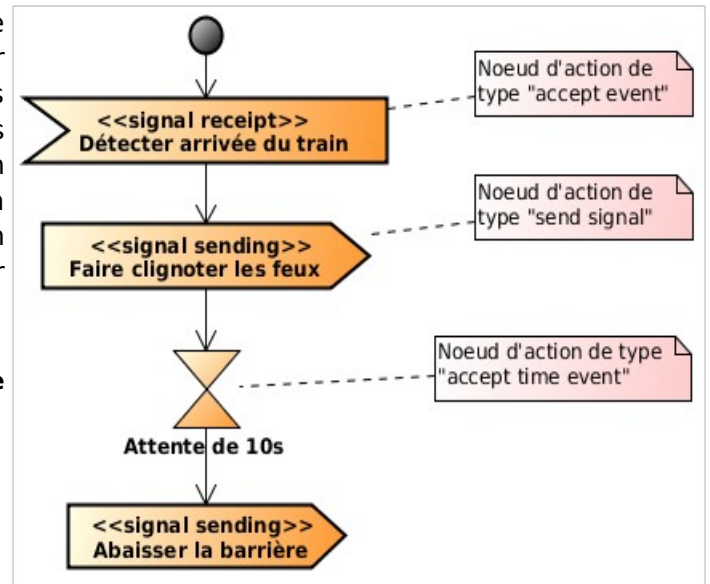 Noeud d'action de
type "accept event"
<<signal receipt>>
Détecter arrivée du train
Noeud d'action de
type "send signal"
<<signal sending>>
Faire clignoter les feux
Noeud d'action de type
"accept time event"
Attente de 10s
<<signal sending>>
Abaisser la barrière